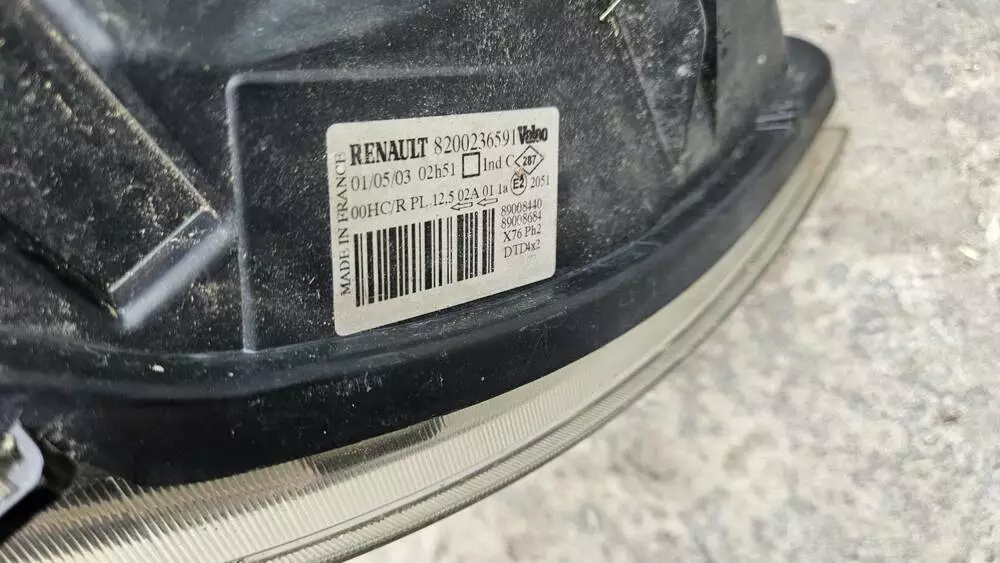 RENAULT 8200236591 Valeo
01/05/03 02h51 Ind C 287
00HC/R PL 12,5 02A 01 1a E2 2051
89008440
89008684
X76 Ph2
DTD4x2
MADE IN FRANCE